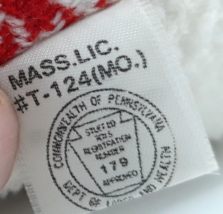 MASS.LIC.
#T-124(MO.)
COMMONWEALTH OF PENNSYLVANIA
STUFFED
TOYS
REGISTRATION
NUMBER
179
APPROVED
DEPT OF LABOR AND HEALTH